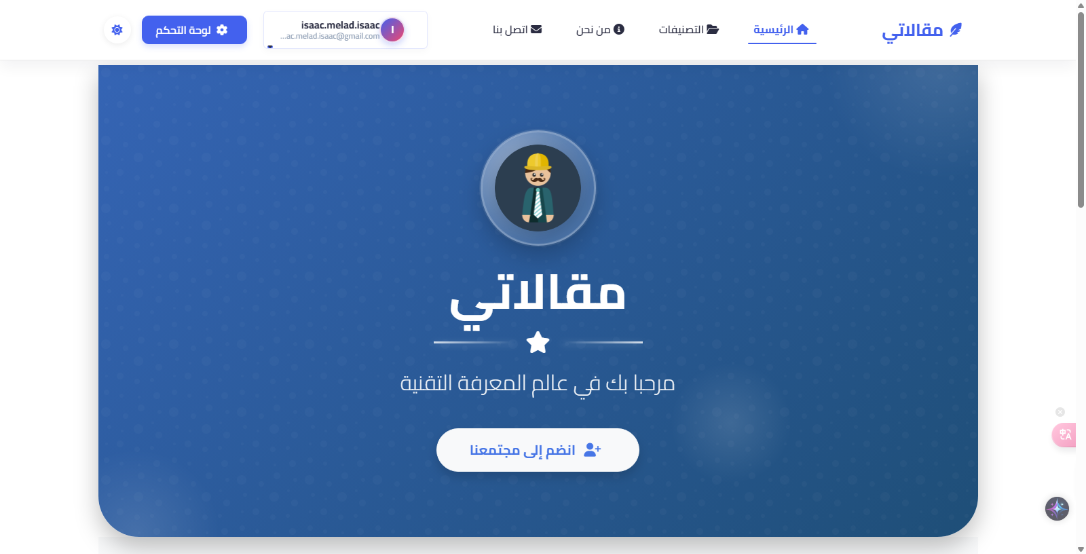 مقالاتي
الرئيسية
التصنيفات
من نحن
اتصل بنا
I
isaac.melad.isaac
...ac.melad.isaac@gmail.com
لوحة التحكم
مقالاتي
مرحبا بك في عالم المعرفة التقنية
انضم إلى مجتمعنا